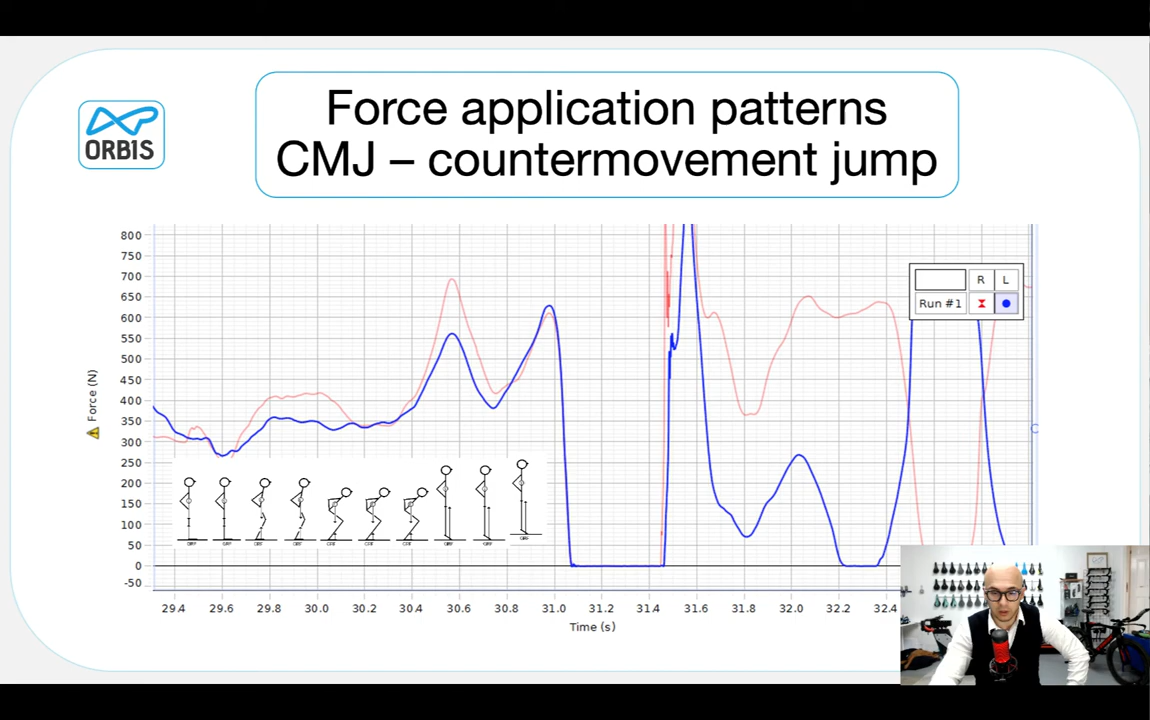 Force application patterns
CMJ – countermovement jump
ORBIS
800
750
700
650
600
550
500
450
400
350
300
250
200
150
100
50
0
-50
Force (N)
R L
Run #1
29.4 29.6 29.8 30.0 30.2 30.4 30.6 30.8 31.0 31.2 31.4 31.6 31.8 32.0 32.2 32.4
Time (s)